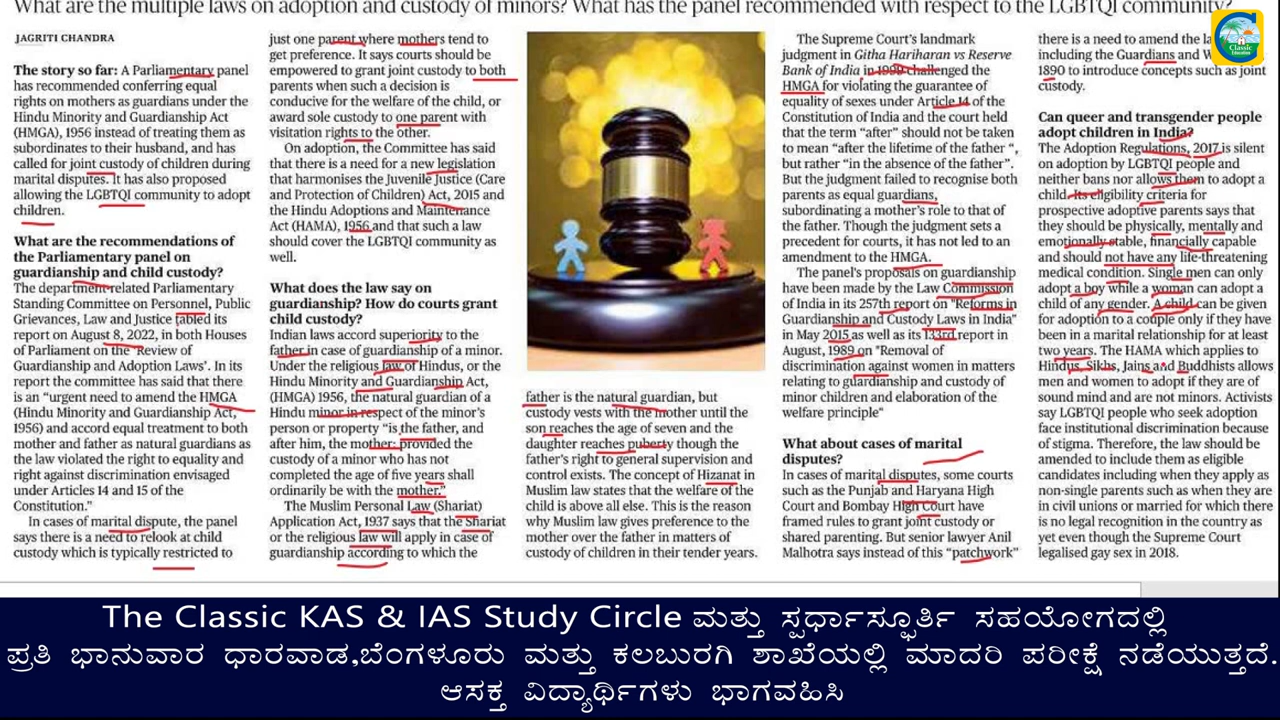 What are the multiple laws on adoption and custody of minors? What has the panel recommended with respect to the LGBTQI community?
JAGRITI CHANDRA
The story so far: A Parliamentary panel
has recommended conferring equal
rights on mothers as guardians under the
Hindu Minority and Guardianship Act
(HMGA), 1956 instead of treating them as
subordinates to their husband, and has
called for joint custody of children during
marital disputes. It has also proposed
allowing the LGBTQI community to adopt
children.
What are the recommendations of
the Parliamentary panel on
guardianship and child custody?
The department-related Parliamentary
Standing Committee on Personnel, Public
Grievances, Law and Justice tabled its
report on August 8, 2022, in both Houses
of Parliament on the 'Review of
Guardianship and Adoption Laws'. In its
report the committee has said that there
is an "urgent need to amend the HMGA
(Hindu Minority and Guardianship Act,
1956) and accord equal treatment to both
mother and father as natural guardians as
the law violated the right to equality and
right against discrimination envisaged
under Articles 14 and 15 of the
Constitution."
In cases of marital dispute, the panel
says there is a need to relook at child
custody which is typically restricted to
just one parent where mothers tend to
get preference. It says courts should be
empowered to grant joint custody to both
parents when such a decision is
conducive for the welfare of the child, or
award sole custody to one parent with
visitation rights to the other.
On adoption, the Committee has said
that there is a need for a new legislation
that harmonises the Juvenile Justice (Care
and Protection of Children) Act, 2015 and
the Hindu Adoptions and Maintenance
Act (HAMA), 1956 and that such a law
should cover the LGBTQI community as
well.
What does the law say on
guardianship? How do courts grant
child custody?
Indian laws accord superiority to the
father in case of guardianship of a minor.
Under the religious law of Hindus, or the
Hindu Minority and Guardianship Act,
(HMGA) 1956, the natural guardian of a
Hindu minor in respect of the minor's
person or property "is the father, and
after him, the mother: provided the
custody of a minor who has not
completed the age of five years shall
ordinarily be with the mother."
The Muslim Personal Law (Shariat)
Application Act, 1937 says that the Shariat
or the religious law will apply in case of
guardianship according to which the
father is the natural guardian, but
custody vests with the mother until the
son reaches the age of seven and the
daughter reaches puberty though the
father's right to general supervision and
control exists. The concept of Hizanat in
Muslim law states that the welfare of the
child is above all else. This is the reason
why Muslim law gives preference to the
mother over the father in matters of
custody of children in their tender years.
The Supreme Court's landmark
judgment in Githa Hariharan vs Reserve
Bank of India in 1999 challenged the
HMGA for violating the guarantee of
equality of sexes under Article 14 of the
Constitution of India and the court held
that the term "after" should not be taken
to mean "after the lifetime of the father ",
but rather "in the absence of the father".
But the judgment failed to recognise both
parents as equal guardians,
subordinating a mother's role to that of
the father. Though the judgment sets a
precedent for courts, it has not led to an
amendment to the HMGA.
The panel's proposals on guardianship
have been made by the Law Commission
of India in its 257th report on "Reforms in
Guardianship and Custody Laws in India"
in May 2015 as well as its 133rd report in
August, 1989 on "Removal of
discrimination against women in matters
relating to guardianship and custody of
minor children and elaboration of the
welfare principle"
What about cases of marital
disputes?
In cases of marital disputes, some courts
such as the Punjab and Haryana High
Court and Bombay High Court have
framed rules to grant joint custody or
shared parenting. But senior lawyer Anil
Malhotra says instead of this "patchwork"
there is a need to amend the
including the Guardians and
1890 to introduce concepts such as joint
custody.
Can queer and transgender people
adopt children in India?
The Adoption Regulations, 2017 is silent
on adoption by LGBTQI people and
neither bans nor allows them to adopt a
child. Its eligibility criteria for
prospective adoptive parents says that
they should be physically, mentally and
emotionally stable, financially capable
and should not have any life-threatening
medical condition. Single men can only
adopt a boy while a woman can adopt a
child of any gender. A child can be given
for adoption to a couple only if they have
been in a marital relationship for at least
two years. The HAMA which applies to
Hindus, Sikhs, Jains and Buddhists allows
men and women to adopt if they are of
sound mind and are not minors. Activists
say LGBTQI people who seek adoption
face institutional discrimination because
of stigma. Therefore, the law should be
amended to include them as eligible
candidates including when they apply as
non-single parents such as when they are
in civil unions or married for which there
is no legal recognition in the country as
yet even though the Supreme Court
legalised gay sex in 2018.
Classic
Education
The Classic KAS & IAS Study Circle ಮತ್ತು ಸ್ಪರ್ಧಾಸ್ಫೂರ್ತಿ ಸಹಯೋಗದಲ್ಲಿ
ಪ್ರತಿ ಭಾನುವಾರ ಧಾರವಾಡ,ಬೆಂಗಳೂರು ಮತ್ತು ಕಲಬುರಗಿ ಶಾಖೆಯಲ್ಲಿ ಮಾದರಿ ಪರೀಕ್ಷೆ ನಡೆಯುತ್ತದೆ.
ಆಸಕ್ತ ವಿದ್ಯಾರ್ಥಿಗಳು ಭಾಗವಹಿಸಿ